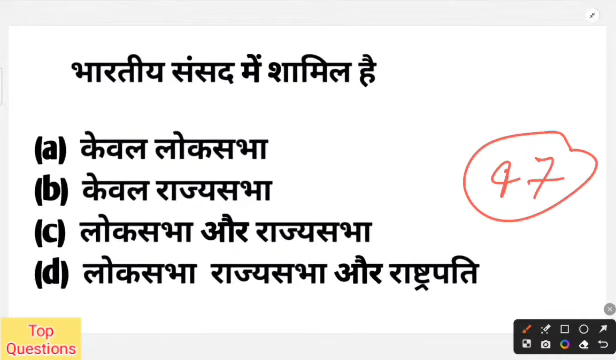 भारतीय संसद में शामिल है
(a) केवल लोकसभा
(b) केवल राज्यसभा
(c) लोकसभा और राज्यसभा
(d) लोकसभा राज्यसभा और राष्ट्रपति
47
Top
Questions